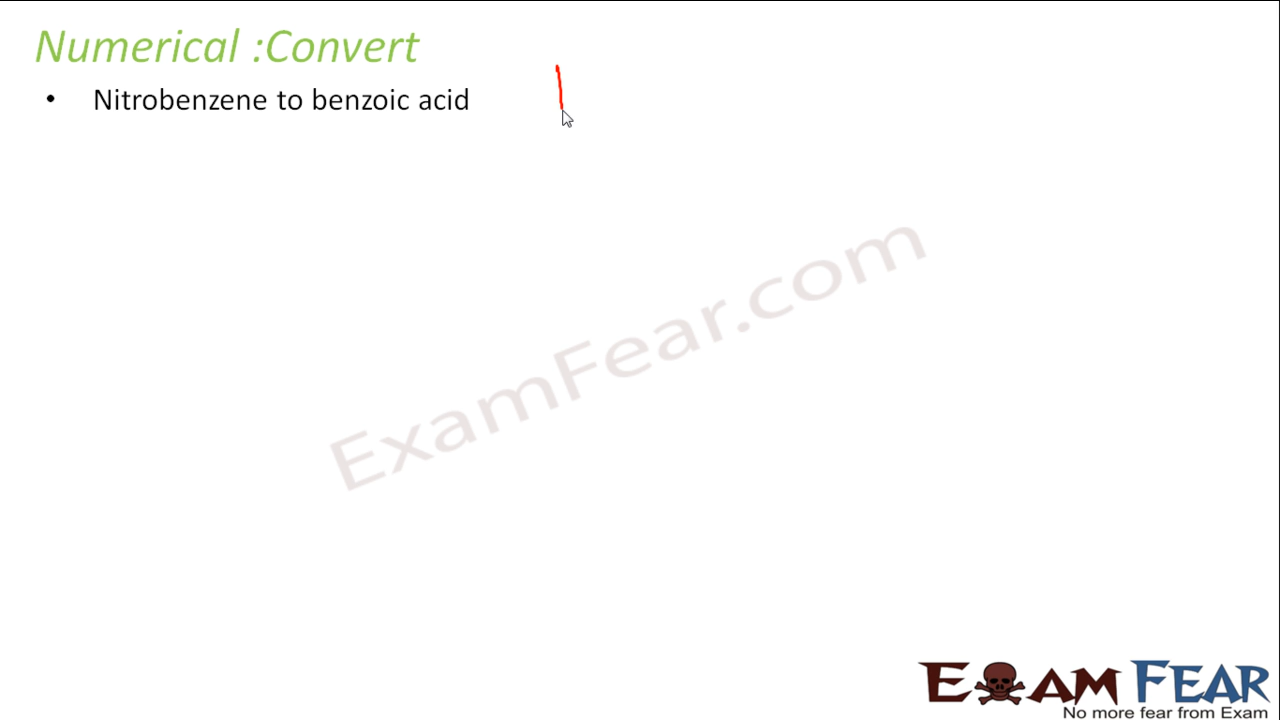 Numerical :Convert
• Nitrobenzene to benzoic acid
ExamFear.com
EXAM FEAR
No more fear from Exam